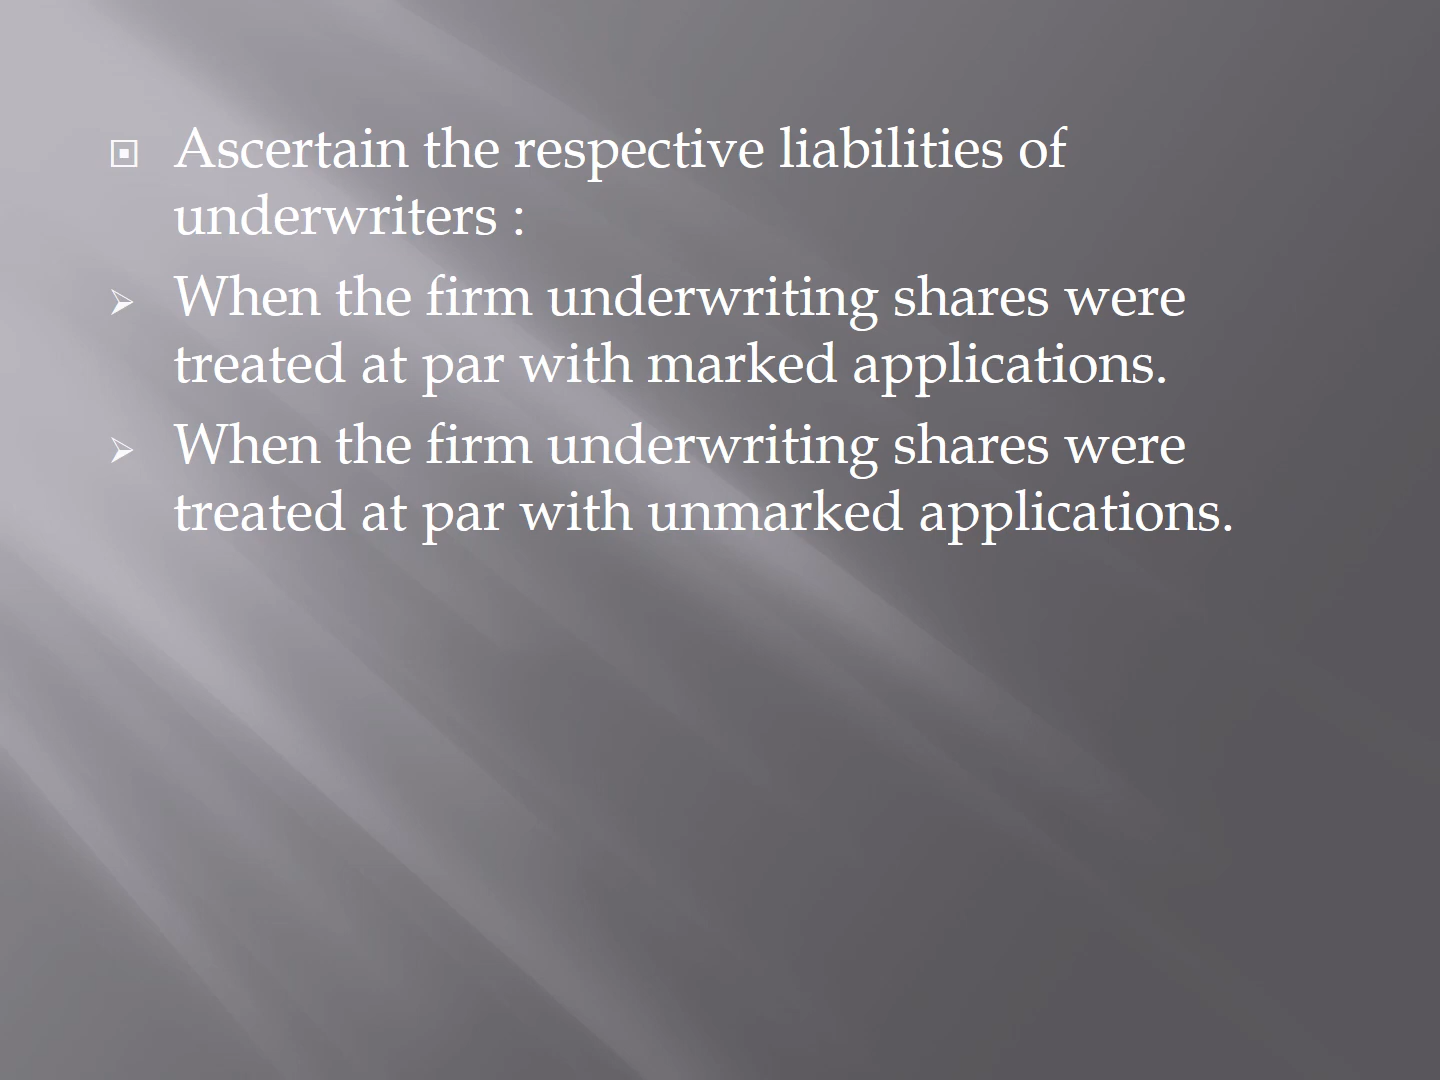 Ascertain the respective liabilities of
underwriters :
When the firm underwriting shares were
treated at par with marked applications.
When the firm underwriting shares were
treated at par with unmarked applications.